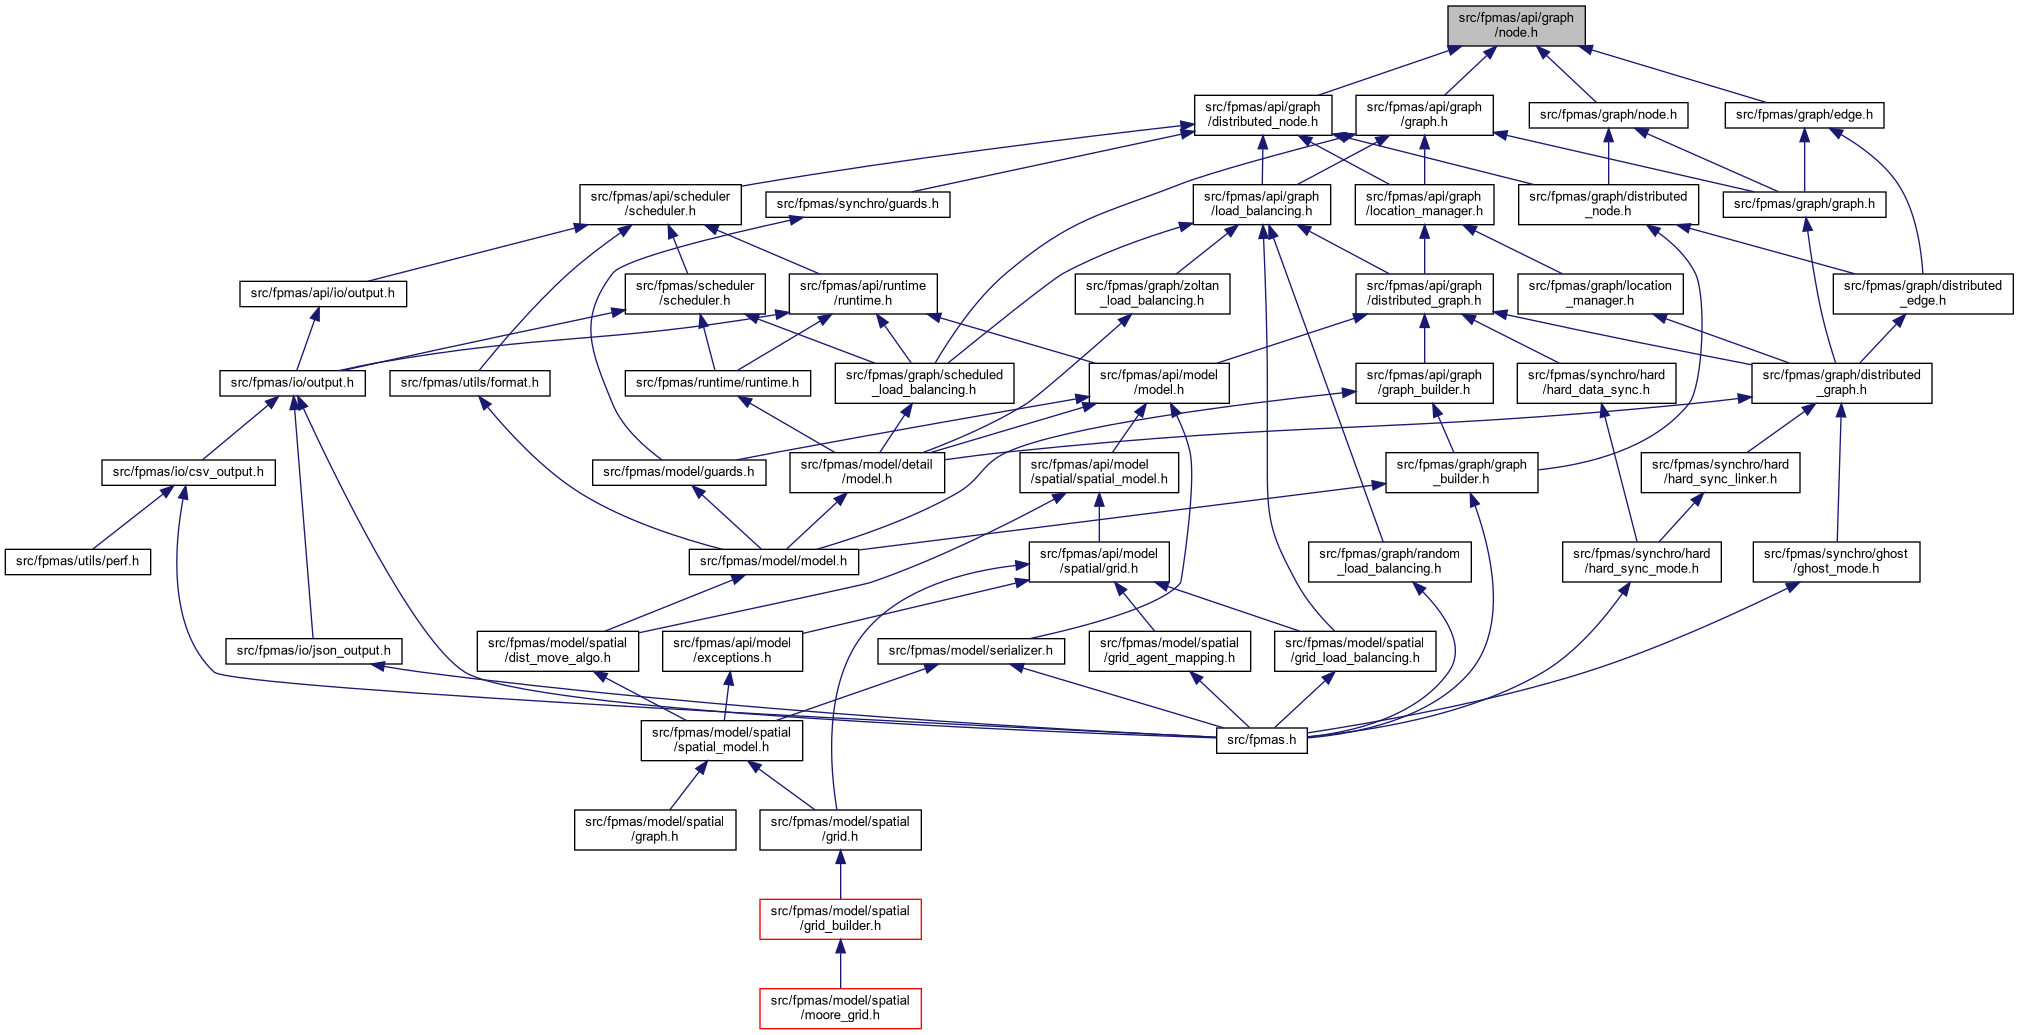 src/fpmas/api/graph
/node.h
src/fpmas/api/graph
/distributed_node.h
src/fpmas/api/graph
/graph.h
src/fpmas/graph/node.h
src/fpmas/graph/edge.h
src/fpmas/api/scheduler
/scheduler.h
src/fpmas/synchro/guards.h
src/fpmas/api/graph
/load_balancing.h
src/fpmas/api/graph
/location_manager.h
src/fpmas/graph/distributed
_node.h
src/fpmas/graph/graph.h
src/fpmas/api/io/output.h
src/fpmas/scheduler
/scheduler.h
src/fpmas/api/runtime
/runtime.h
src/fpmas/graph/zoltan
_load_balancing.h
src/fpmas/api/graph
/distributed_graph.h
src/fpmas/graph/location
_manager.h
src/fpmas/graph/distributed
_edge.h
src/fpmas/io/output.h
src/fpmas/utils/format.h
src/fpmas/runtime/runtime.h
src/fpmas/graph/scheduled
_load_balancing.h
src/fpmas/api/model
/model.h
src/fpmas/api/graph
/graph_builder.h
src/fpmas/synchro/hard
/hard_data_sync.h
src/fpmas/graph/distributed
_graph.h
src/fpmas/io/csv_output.h
src/fpmas/model/guards.h
src/fpmas/model/detail
/model.h
src/fpmas/api/model
/spatial/spatial_model.h
src/fpmas/graph/graph
_builder.h
src/fpmas/synchro/hard
/hard_sync_linker.h
src/fpmas/utils/perf.h
src/fpmas/model/model.h
src/fpmas/api/model
/spatial/grid.h
src/fpmas/graph/random
_load_balancing.h
src/fpmas/synchro/hard
/hard_sync_mode.h
src/fpmas/synchro/ghost
/ghost_mode.h
src/fpmas/io/json_output.h
src/fpmas/model/spatial
/dist_move_algo.h
src/fpmas/api/model
/exceptions.h
src/fpmas/model/serializer.h
src/fpmas/model/spatial
/grid_agent_mapping.h
src/fpmas/model/spatial
/grid_load_balancing.h
src/fpmas/model/spatial
/spatial_model.h
src/fpmas.h
src/fpmas/model/spatial
/graph.h
src/fpmas/model/spatial
/grid.h
src/fpmas/model/spatial
/grid_builder.h
src/fpmas/model/spatial
/moore_grid.h